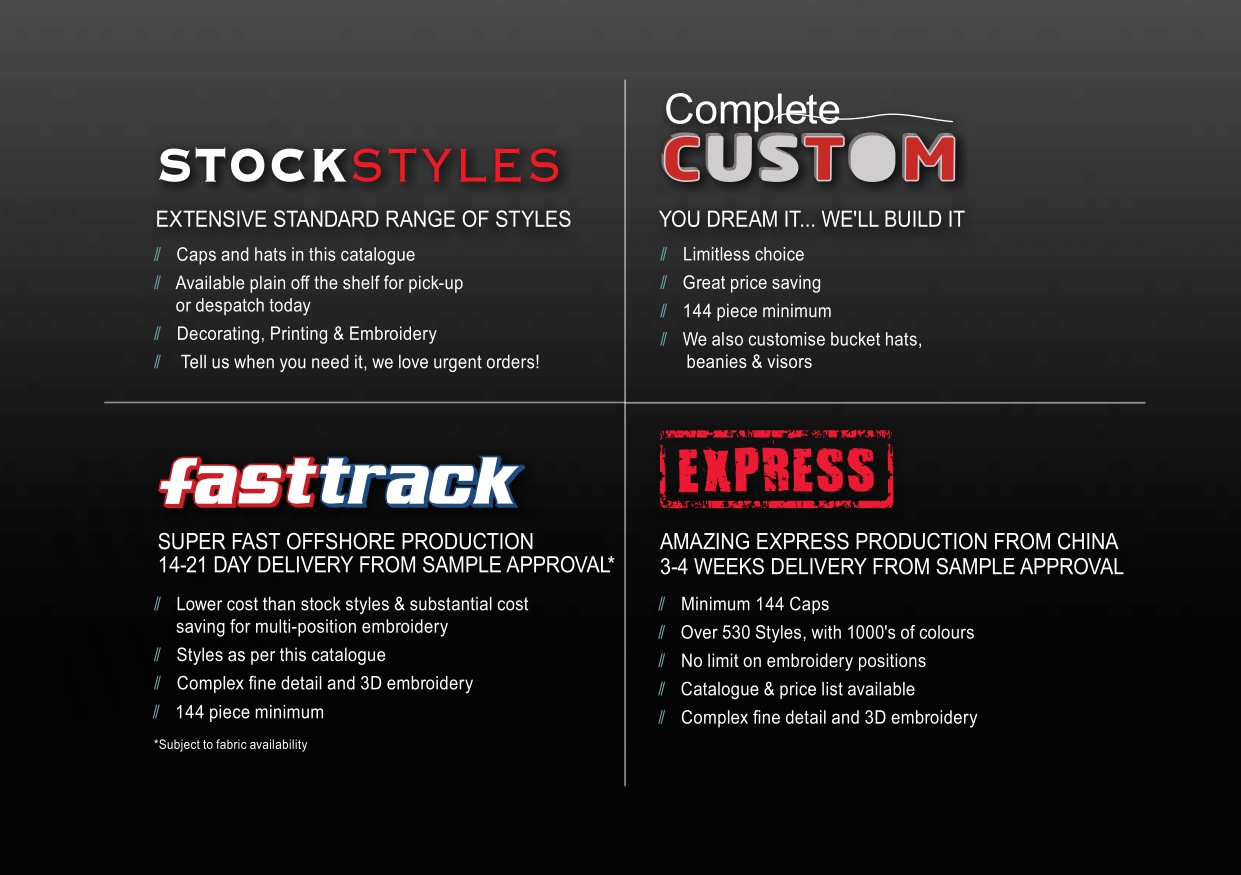 STOCKSTYLES
EXTENSIVE STANDARD RANGE OF STYLES
// Caps and hats in this catalogue
// Available plain off the shelf for pick-up
or despatch today
// Decorating, Printing & Embroidery
// Tell us when you need it, we love urgent orders!
Complete
CUSTOM
YOU DREAM IT... WE'LL BUILD IT
// Limitless choice
// Great price saving
// 144 piece minimum
// We also customise bucket hats,
beanies & visors
fasttrack
SUPER FAST OFFSHORE PRODUCTION
14-21 DAY DELIVERY FROM SAMPLE APPROVAL*
// Lower cost than stock styles & substantial cost
saving for multi-position embroidery
// Styles as per this catalogue
// Complex fine detail and 3D embroidery
// 144 piece minimum
*Subject to fabric availability
EXPRESS
AMAZING EXPRESS PRODUCTION FROM CHINA
3-4 WEEKS DELIVERY FROM SAMPLE APPROVAL
// Minimum 144 Caps
// Over 530 Styles, with 1000's of colours
// No limit on embroidery positions
// Catalogue & price list available
// Complex fine detail and 3D embroidery